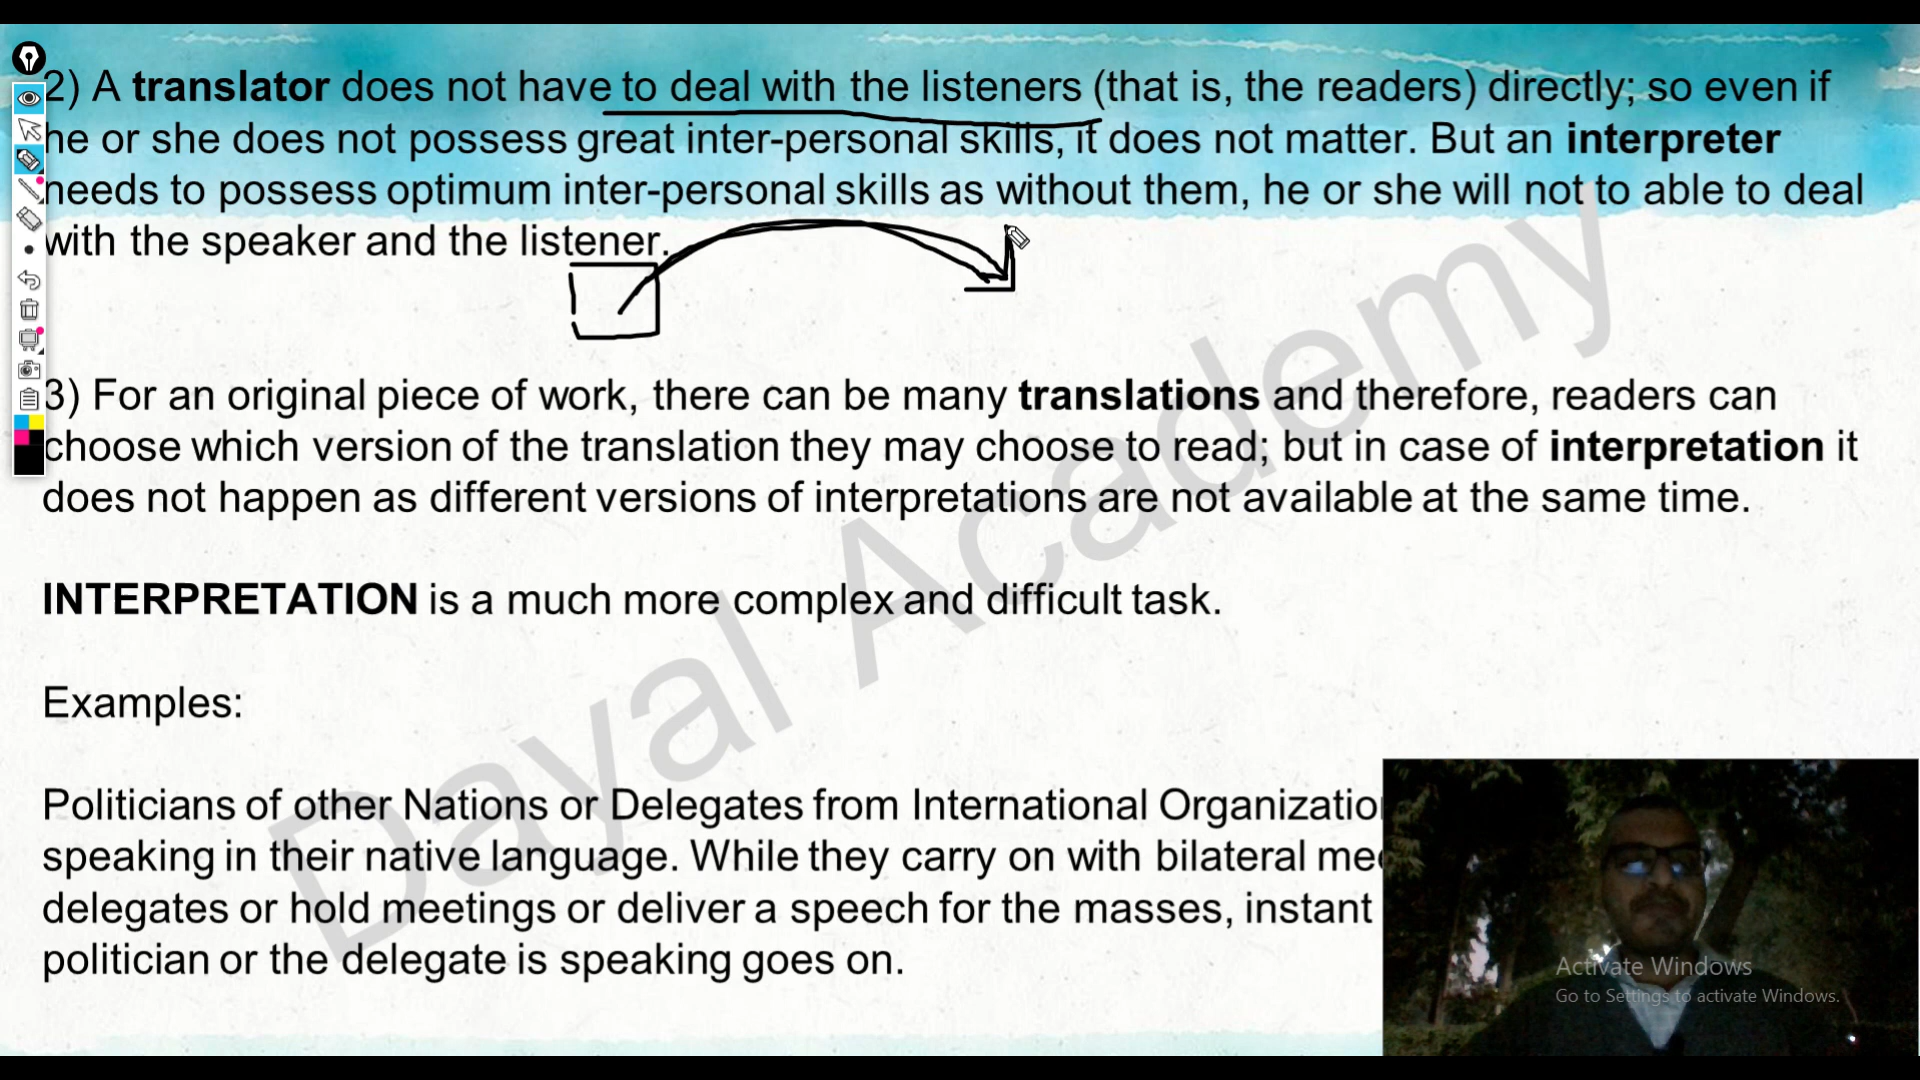 2) A translator does not have to deal with the listeners (that is, the readers) directly; so even if
he or she does not possess great inter-personal skills, it does not matter. But an interpreter
needs to possess optimum inter-personal skills as without them, he or she will not to able to deal
with the speaker and the listener.
3) For an original piece of work, there can be many translations and therefore, readers can
choose which version of the translation they may choose to read; but in case of interpretation it
does not happen as different versions of interpretations are not available at the same time.
INTERPRETATION is a much more complex and difficult task.
Examples:
Politicians of other Nations or Delegates from International
speaking in their native language. While they carry on with bilateral
delegates or hold meetings or deliver a speech for the masses, instant
politician or the delegate is speaking goes on.
Dayal Academy
Activate Windows
Go to Settings to activate Windows.